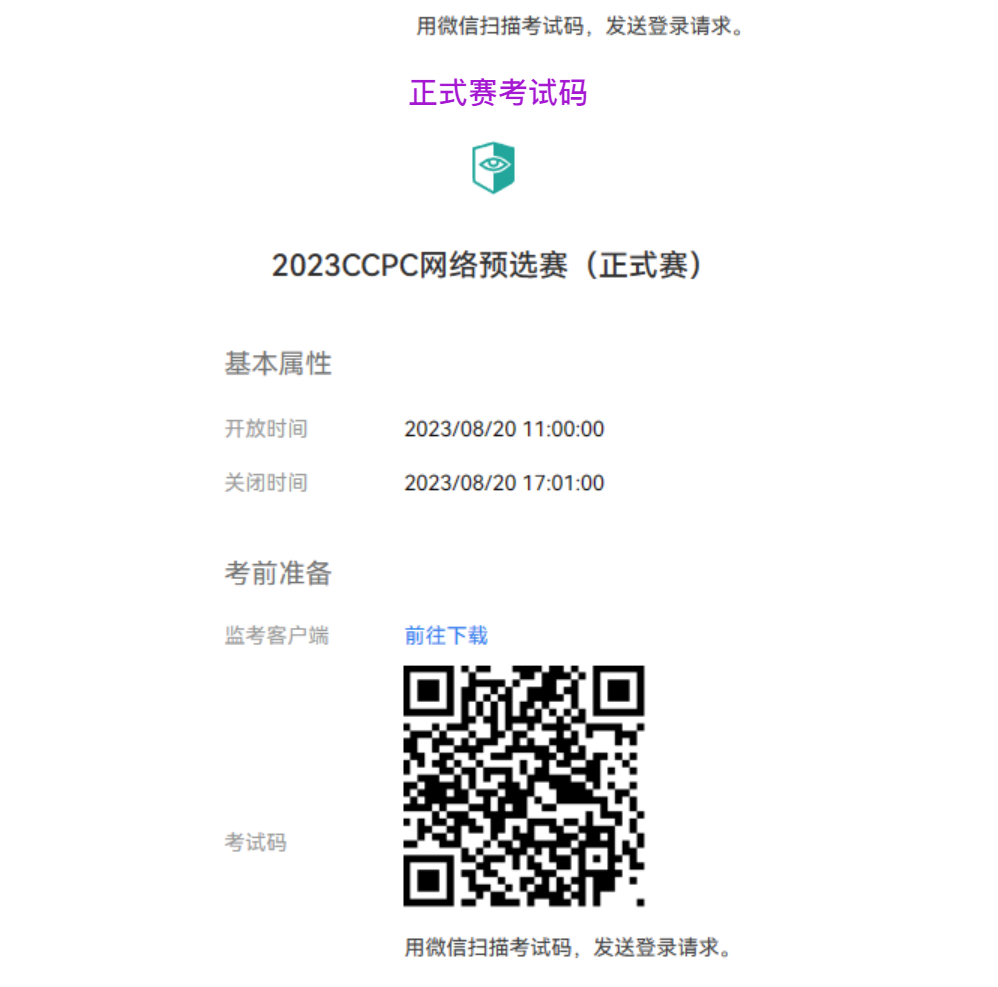 用微信扫描考试码，发送登录请求。
正式赛考试码
2023CCPC网络预选赛（正式赛）
基本属性
开放时间 2023/08/20 11:00:00
关闭时间 2023/08/20 17:01:00
考前准备
监考客户端 前往下载
考试码
用微信扫描考试码，发送登录请求。